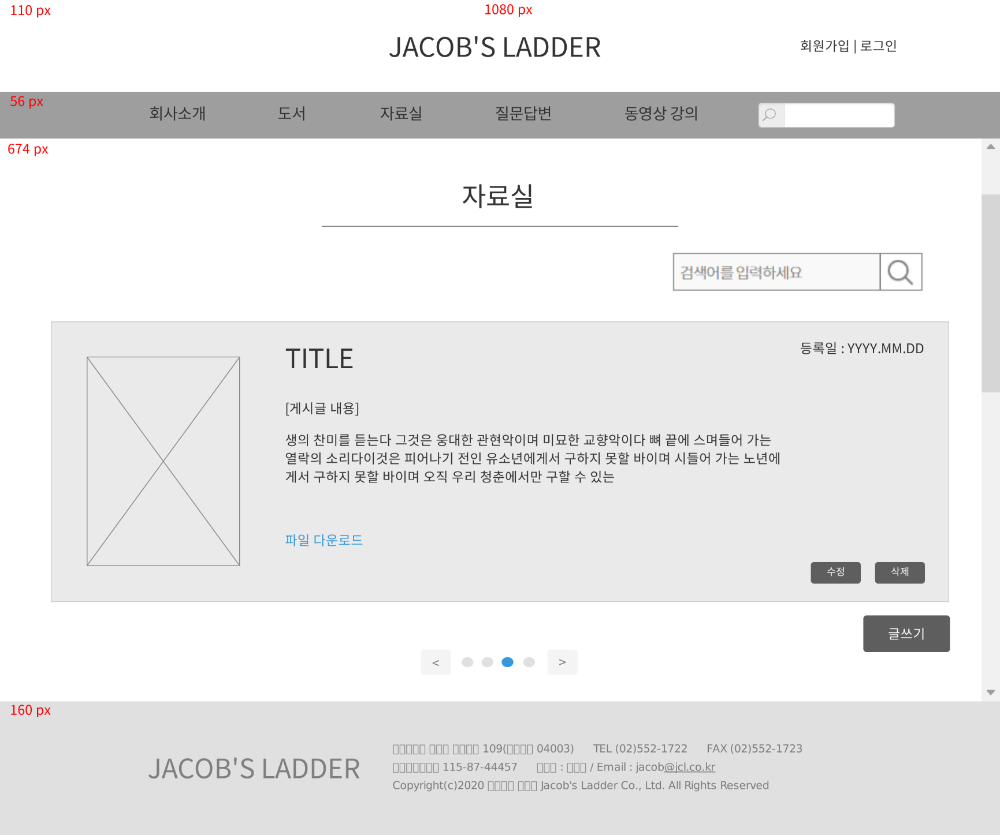 110 px
1080 px
JACOB'S LADDER
회원가입 | 로그인
56 px
회사소개 도서 자료실 질문답변 동영상 강의
674 px
자료실
검색어를 입력하세요
TITLE
등록일 : YYYY.MM.DD
[게시글 내용]
생의 찬미를 듣는다 그것은 웅대한 관현악이며 미묘한 교향악이다 뼈 끝에 스며들어 가는
열락의 소리다이것은 피어나기 전인 유소년에게서 구하지 못할 바이며 시들어 가는 노년에
게서 구하지 못할 바이며 오직 우리 청춘에서만 구할 수 있는
파일 다운로드
수정 삭제
글쓰기
< >
160 px
JACOB'S LADDER
109( 04003) TEL (02)552-1722 FAX (02)552-1723
115-87-44457 : / Email : jacob@jcl.co.kr
Copyright(c)2020 Jacob's Ladder Co., Ltd. All Rights Reserved